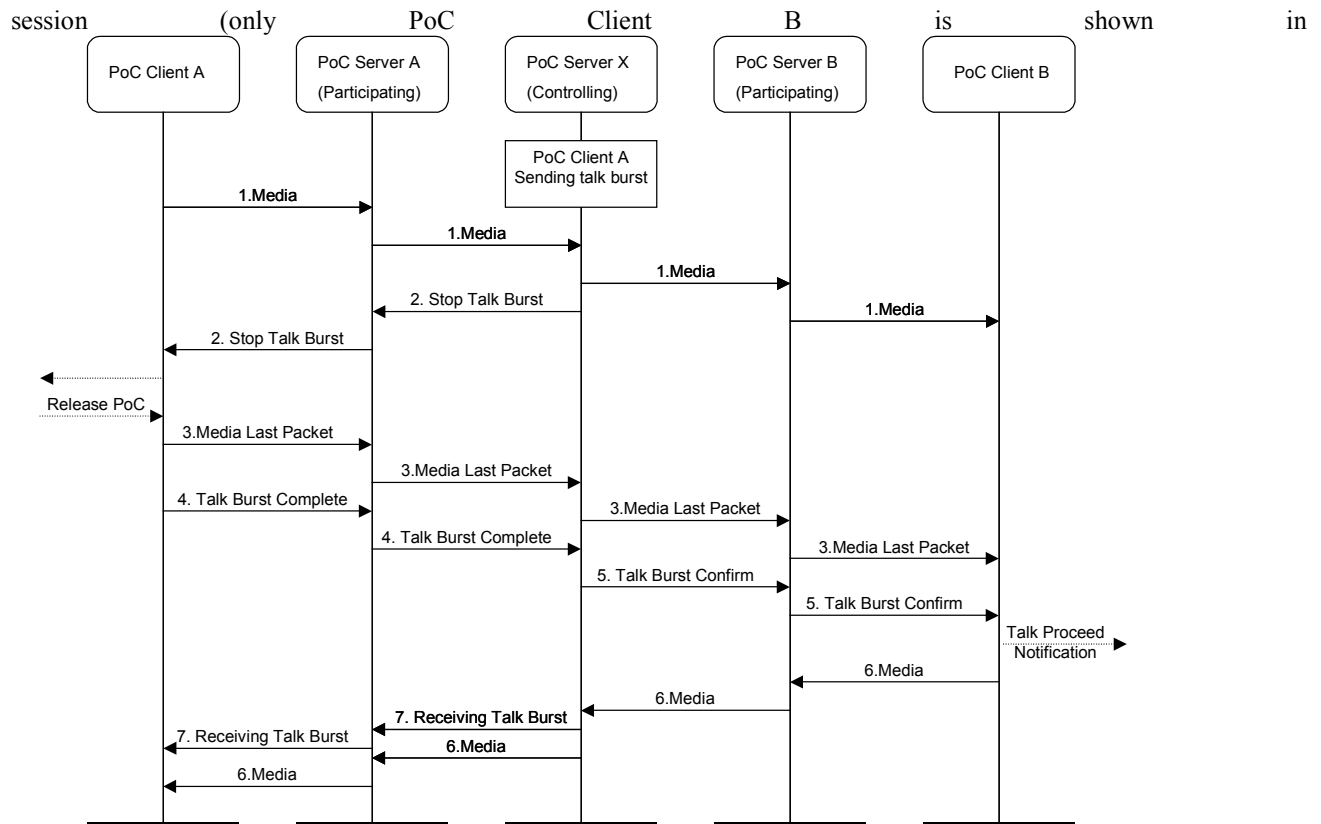 session (only PoC Client B is shown in
PoC Client A
PoC Server A
(Participating)
PoC Server X
(Controlling)
PoC Server B
(Participating)
PoC Client B
PoC Client A
Sending talk burst
1.Media
1.Media
1.Media
2. Stop Talk Burst
1.Media
2. Stop Talk Burst
Release PoC
3.Media Last Packet
3.Media Last Packet
4. Talk Burst Complete
3.Media Last Packet
4. Talk Burst Complete
3.Media Last Packet
5. Talk Burst Confirm
5. Talk Burst Confirm
Talk Proceed
Notification
6.Media
6.Media
7. Receiving Talk Burst
7. Receiving Talk Burst
6.Media
6.Media